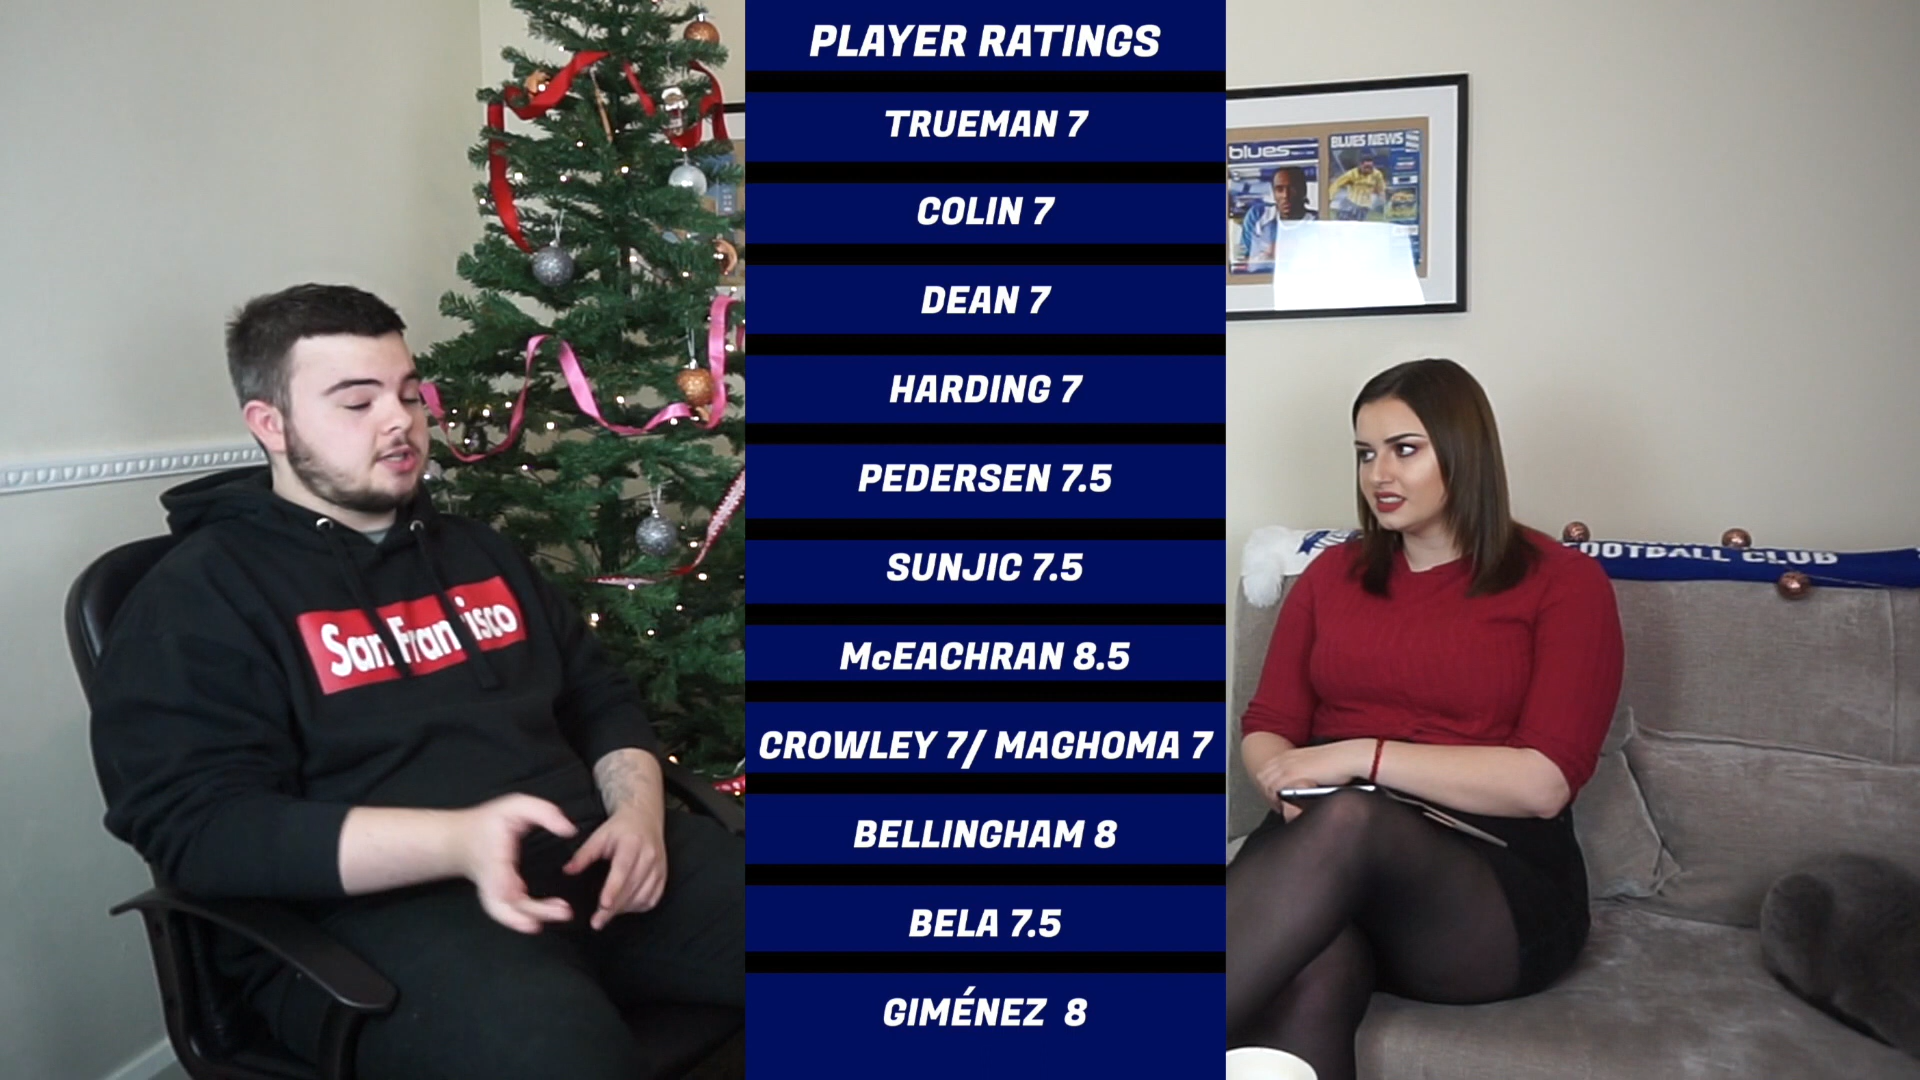 PLAYER RATINGS
TRUEMAN 7
COLIN 7
DEAN 7
HARDING 7
PEDERSEN 7.5
SUNJIC 7.5
McEACHRAN 8.5
CROWLEY 7/ MAGHOMA 7
BELLINGHAM 8
BELA 7.5
GIMÉNEZ 8
San Francisco
blues
BLUES NEWS
FOOTBALL CLUB